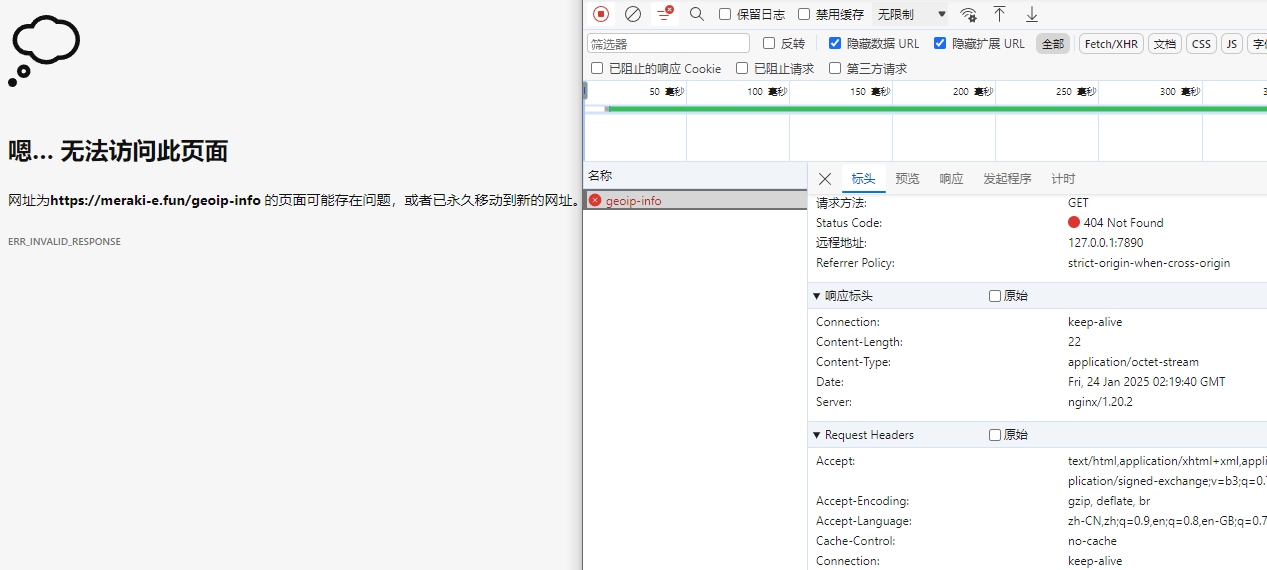 嗯… 无法访问此页面
网址为https://meraki-e.fun/geoip-info 的页面可能存在问题，或者已永久移动到新的网址。
ERR_INVALID_RESPONSE
保留日志 禁用缓存 无限制
筛选器 反转 隐藏数据 URL 隐藏扩展 URL 全部 Fetch/XHR 文档 CSS JS
已阻止的响应 Cookie 已阻止请求 第三方请求
50 毫秒 100 毫秒 150 毫秒 200 毫秒 250 毫秒 300 毫秒
名称 标头 预览 响应 发起程序 计时
geoip-info
请求方法: GET
Status Code: 404 Not Found
远程地址: 127.0.0.1:7890
Referrer Policy: strict-origin-when-cross-origin
响应标头 原始
Connection: keep-alive
Content-Length: 22
Content-Type: application/octet-stream
Date: Fri, 24 Jan 2025 02:19:40 GMT
Server: nginx/1.20.2
Request Headers 原始
Accept: text/html,application/xhtml+xml,appli
plication/signed-exchange;v=b3;q=0.7
Accept-Encoding: gzip, deflate, br
Accept-Language: zh-CN,zh;q=0.9,en;q=0.8,en-GB;q=0.7
Cache-Control: no-cache
Connection: keep-alive